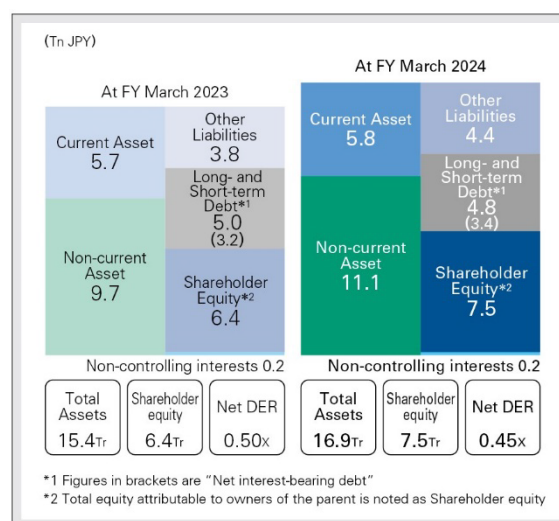 (Tn JPY)
At FY March 2023
Current Asset
5.7
Non-current
Asset
9.7
Other
Liabilities
3.8
Long- and
Short-term
Debt*1
5.0
(3.2)
Shareholder
Equity*2
6.4
Non-controlling interests 0.2
Total
Assets
15.4Tr
Shareholder
equity
6.4Tr
Net DER
0.50x
At FY March 2024
Current Asset
5.8
Non-current
Asset
11.1
Other
Liabilities
4.4
Long- and
Short-term
Debt*1
4.8
(3.4)
Shareholder
Equity*2
7.5
Non-controlling interests 0.2
Total
Assets
16.9Tr
Shareholder
equity
7.5Tr
Net DER
0.45x
*1 Figures in brackets are "Net interest-bearing debt"
*2 Total equity attributable to owners of the parent is noted as Shareholder equity